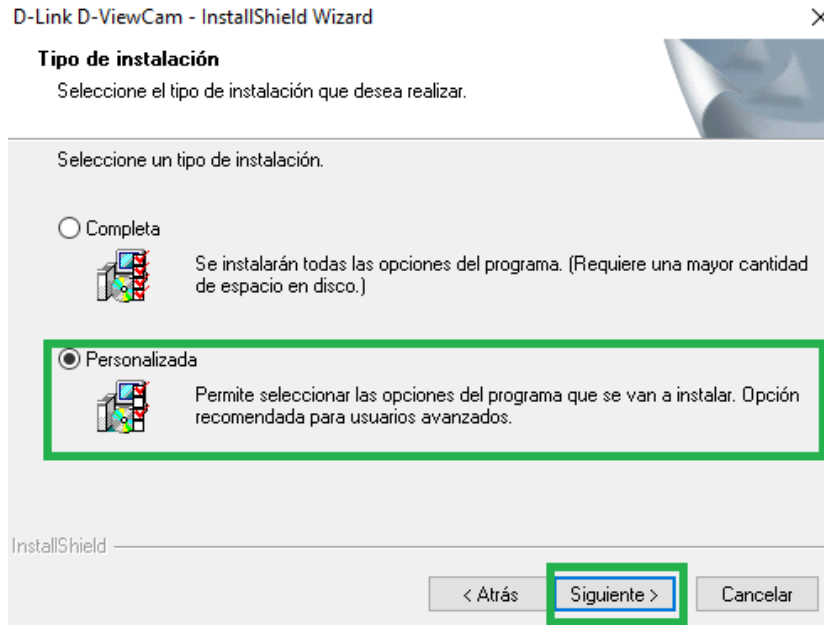 D-Link D-ViewCam - InstallShield Wizard
Tipo de instalación
Seleccione el tipo de instalación que desea realizar.
Seleccione un tipo de instalación.
Completa
Se instalarán todas las opciones del programa. (Requiere una mayor cantidad
de espacio en disco.)
Personalizada
Permite seleccionar las opciones del programa que se van a instalar. Opción
recomendada para usuarios avanzados.
InstallShield
< Atrás
Siguiente >
Cancelar